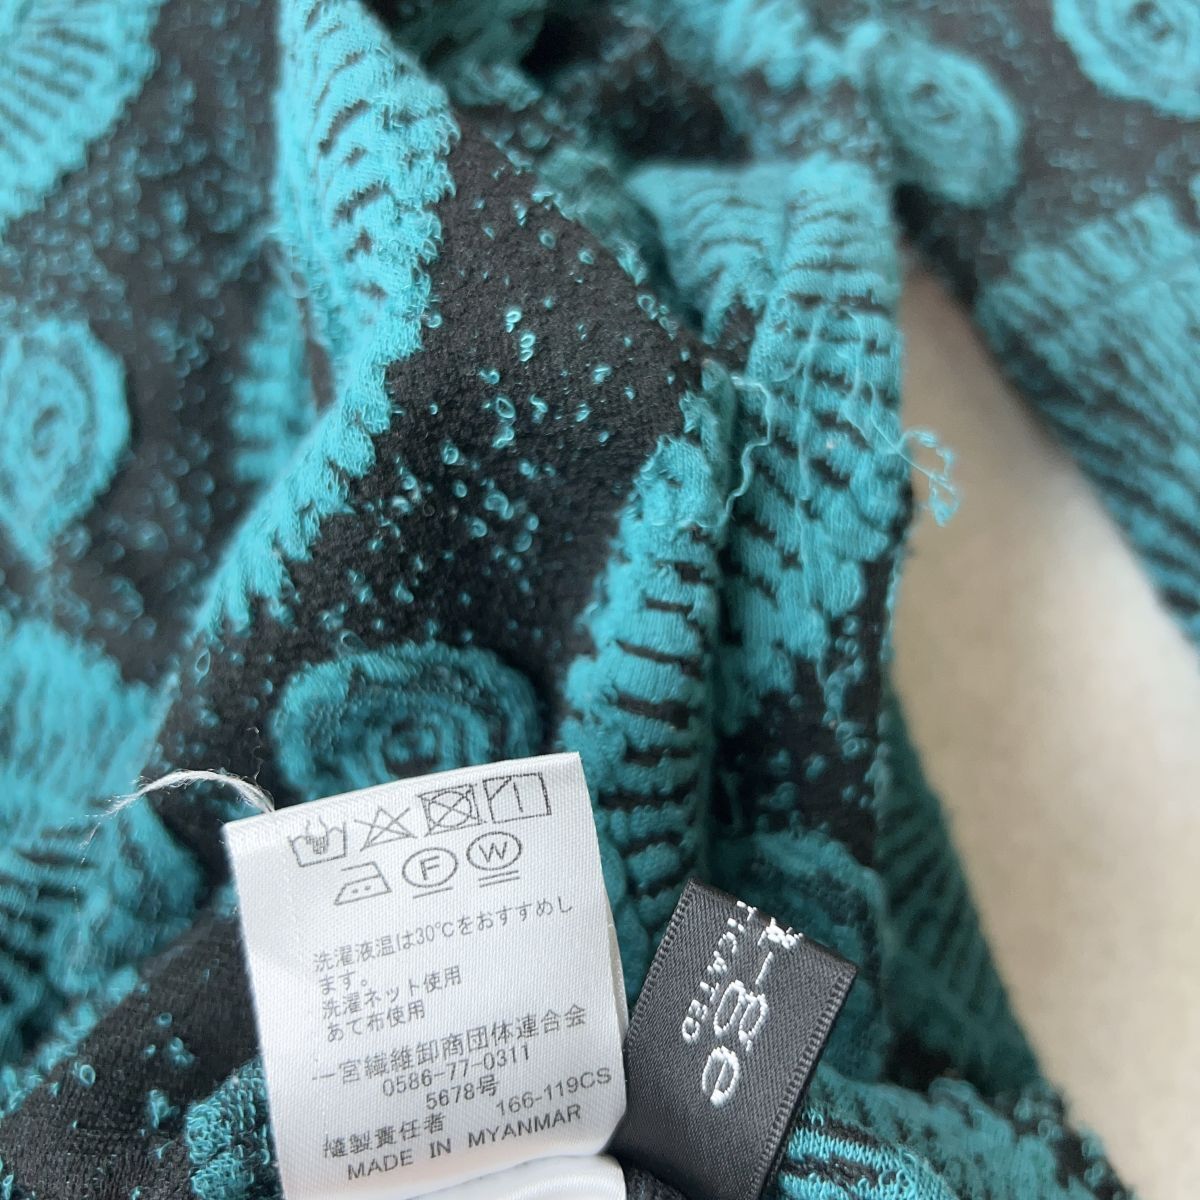 F W
洗濯液温は30℃をおすすめし
ます。
洗濯ネット使用
あて布使用
一宮繊維卸商団体連合会
0586-77-0311
5678号
縫製責任者 166-119CS
MADE IN MYANMAR